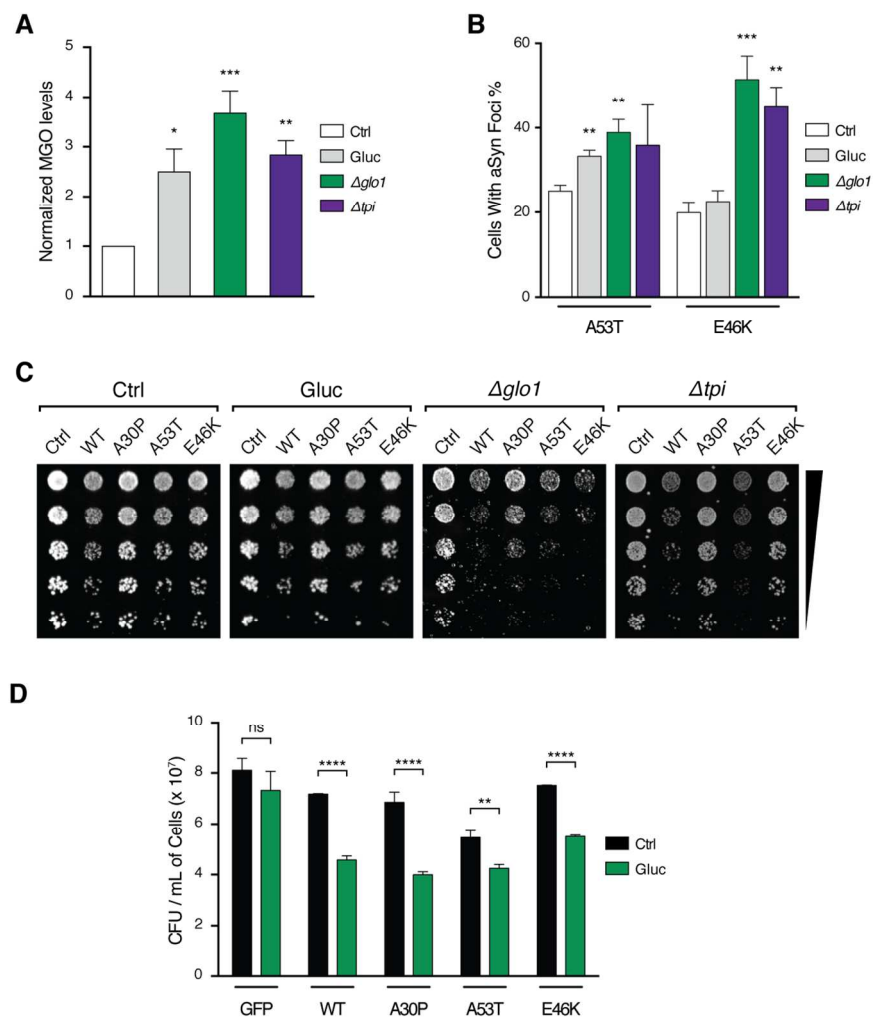 A
Normalized MGO levels
5
4
3
2
1
0
*
***
**
Ctrl
Gluc
Δglo1
Δtpi
B
Cells With aSyn Foci %
60
40
20
0
**
**
***
**
A53T
E46K
Ctrl
Gluc
Δglo1
Δtpi
C
Ctrl
Gluc
Δglo1
Δtpi
Ctrl WT A30P A53T E46K
Ctrl WT A30P A53T E46K
Ctrl WT A30P A53T E46K
Ctrl WT A30P A53T E46K
D
CFU / mL of Cells (x 10⁷)
10
8
6
4
2
0
ns
****
****
**
****
GFP
WT
A30P
A53T
E46K
Ctrl
Gluc